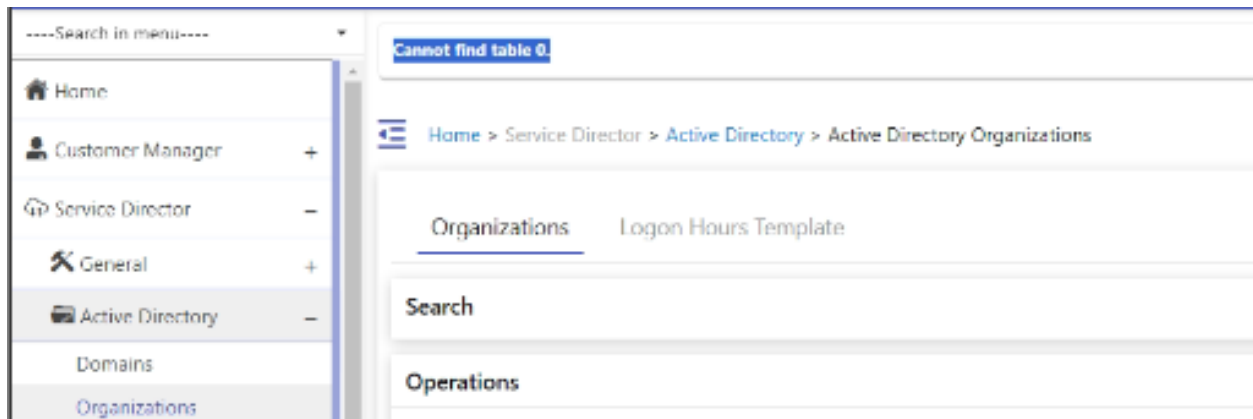 ----Search in menu----
Home
Customer Manager
Service Director
General
Active Directory
Domains
Organizations
Cannot find table 0.
Home > Service Director > Active Directory > Active Directory Organizations
Organizations Logon Hours Template
Search
Operations